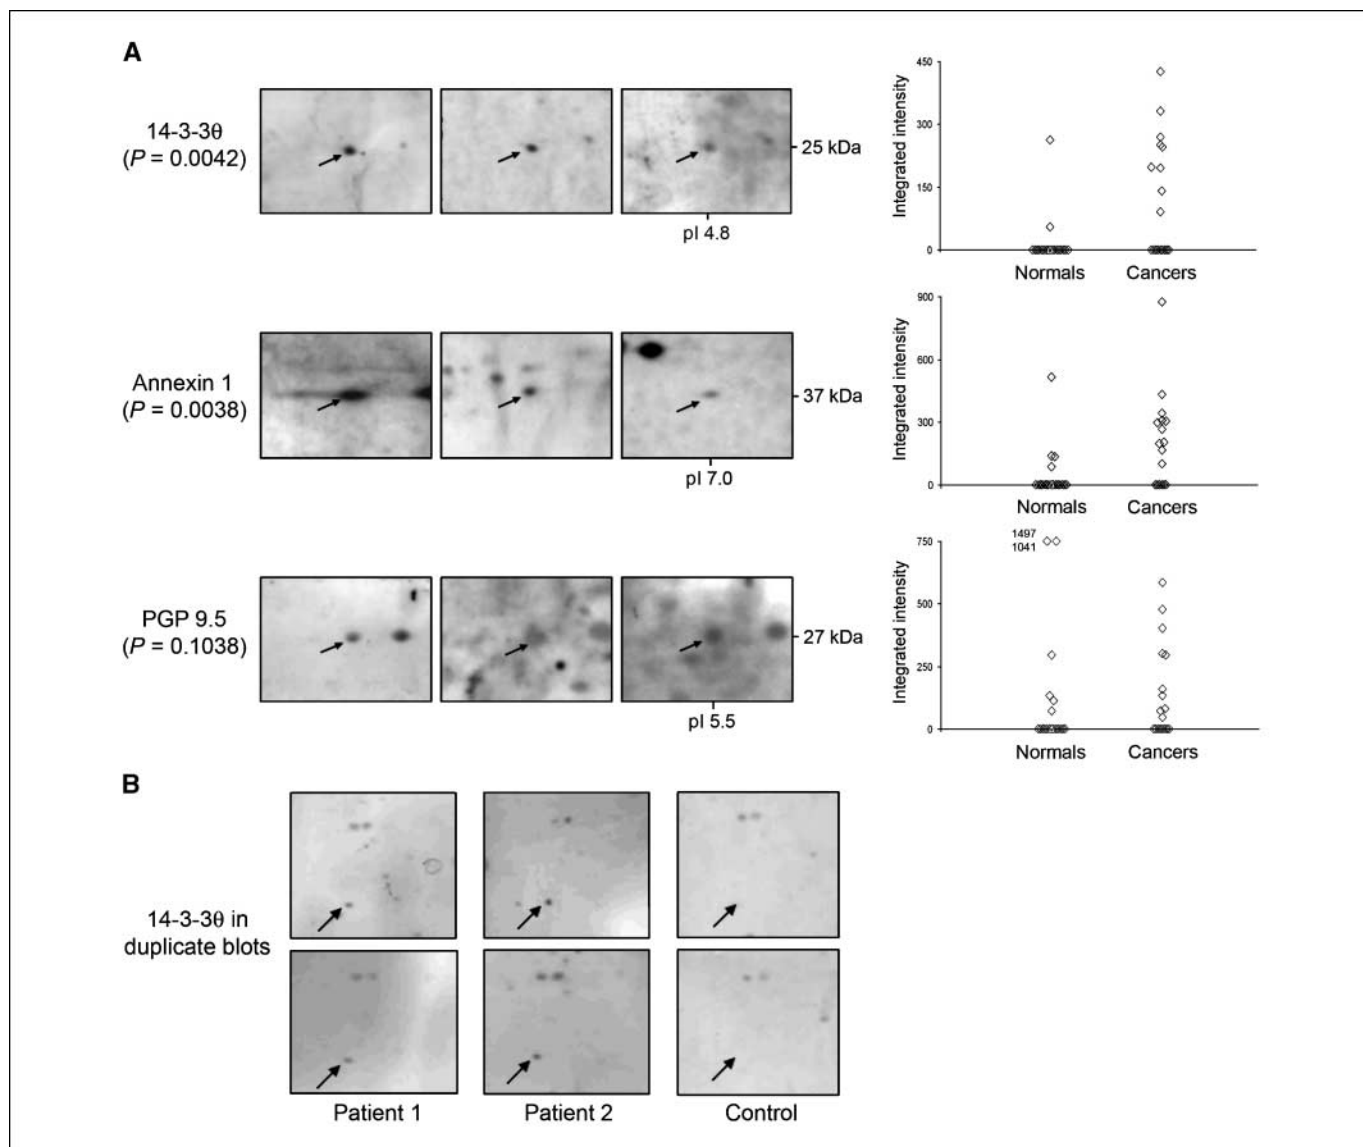 A
14-3-3θ
(P = 0.0042)
25 kDa
pI 4.8
450
300
150
0
Integrated intensity
Normals Cancers
Annexin 1
(P = 0.0038)
37 kDa
pI 7.0
900
600
300
0
Integrated intensity
Normals Cancers
PGP 9.5
(P = 0.1038)
27 kDa
pI 5.5
1497
1041
750
500
250
0
Integrated intensity
Normals Cancers
B
14-3-3θ in
duplicate blots
Patient 1 Patient 2 Control